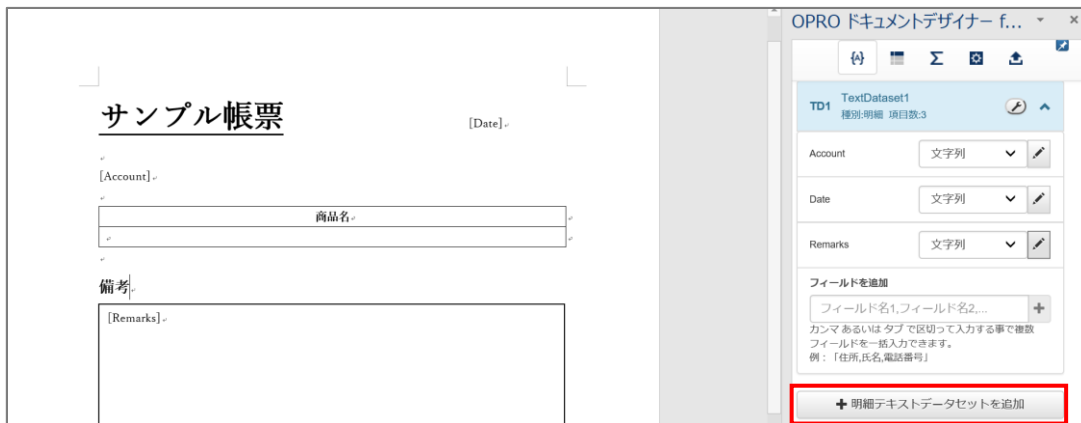 サンプル帳票
[Date]
[Account]
商品名
備考
[Remarks]
OPRO ドキュメントデザイナー f...
{A}
Σ
TD1 TextDataset1
種別:明細 項目数:3
Account 文字列
Date 文字列
Remarks 文字列
フィールドを追加
フィールド名1,フィールド名2,...
カンマ あるいは タブ で区切って入力する事で複数
フィールドを一括入力できます。
例：「住所,氏名,電話番号」
+ 明細テキストデータセットを追加